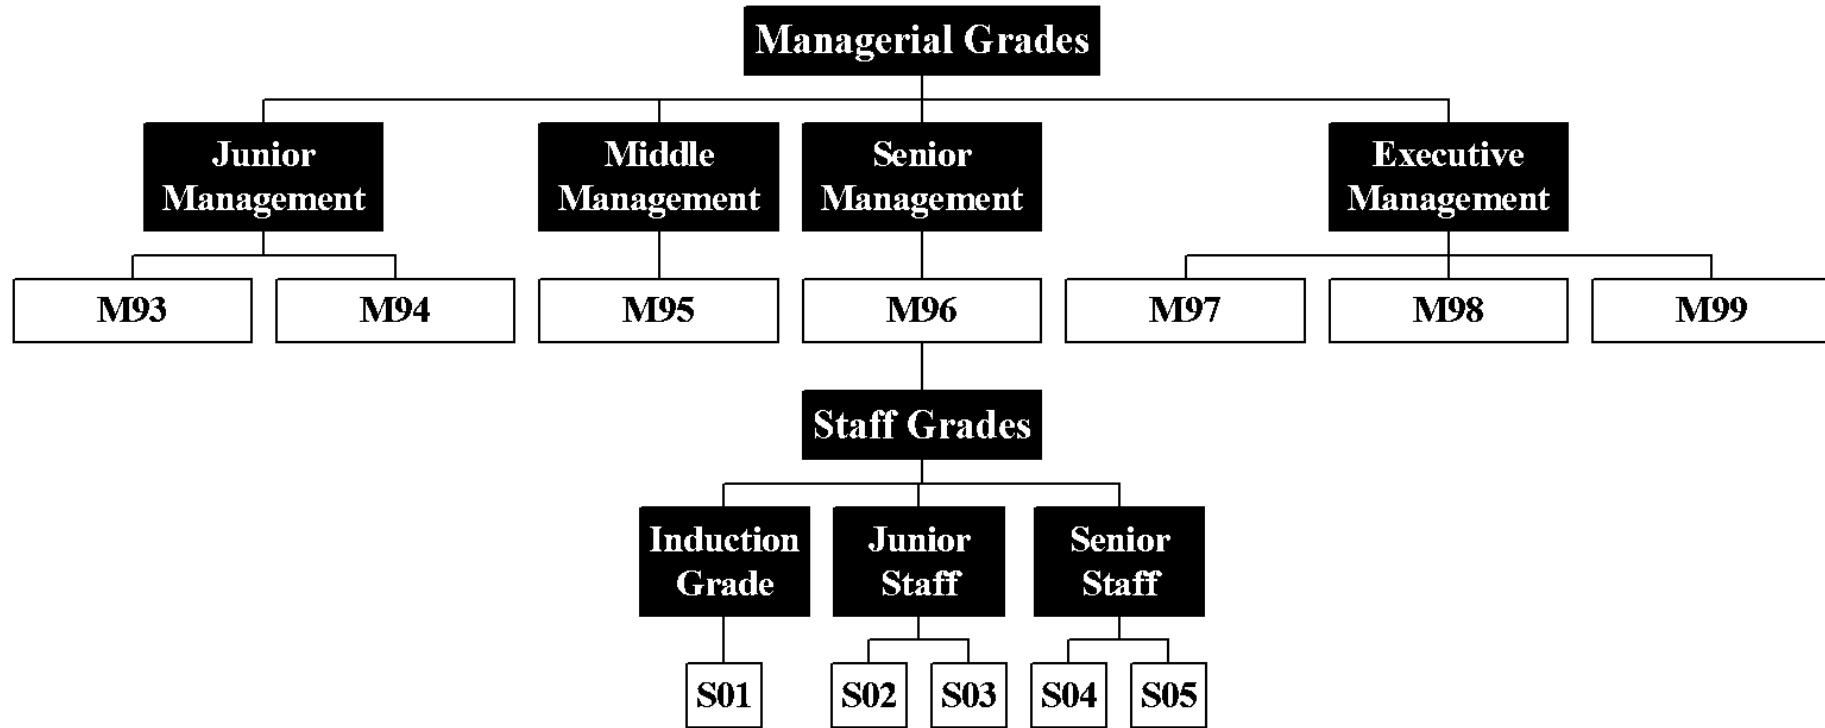 Managerial Grades
Junior
Management
Middle
Management
Senior
Management
Executive
Management
M93
M94
M95
M96
M97
M98
M99
Staff Grades
Induction
Grade
Junior
Staff
Senior
Staff
S01
S02
S03
S04
S05